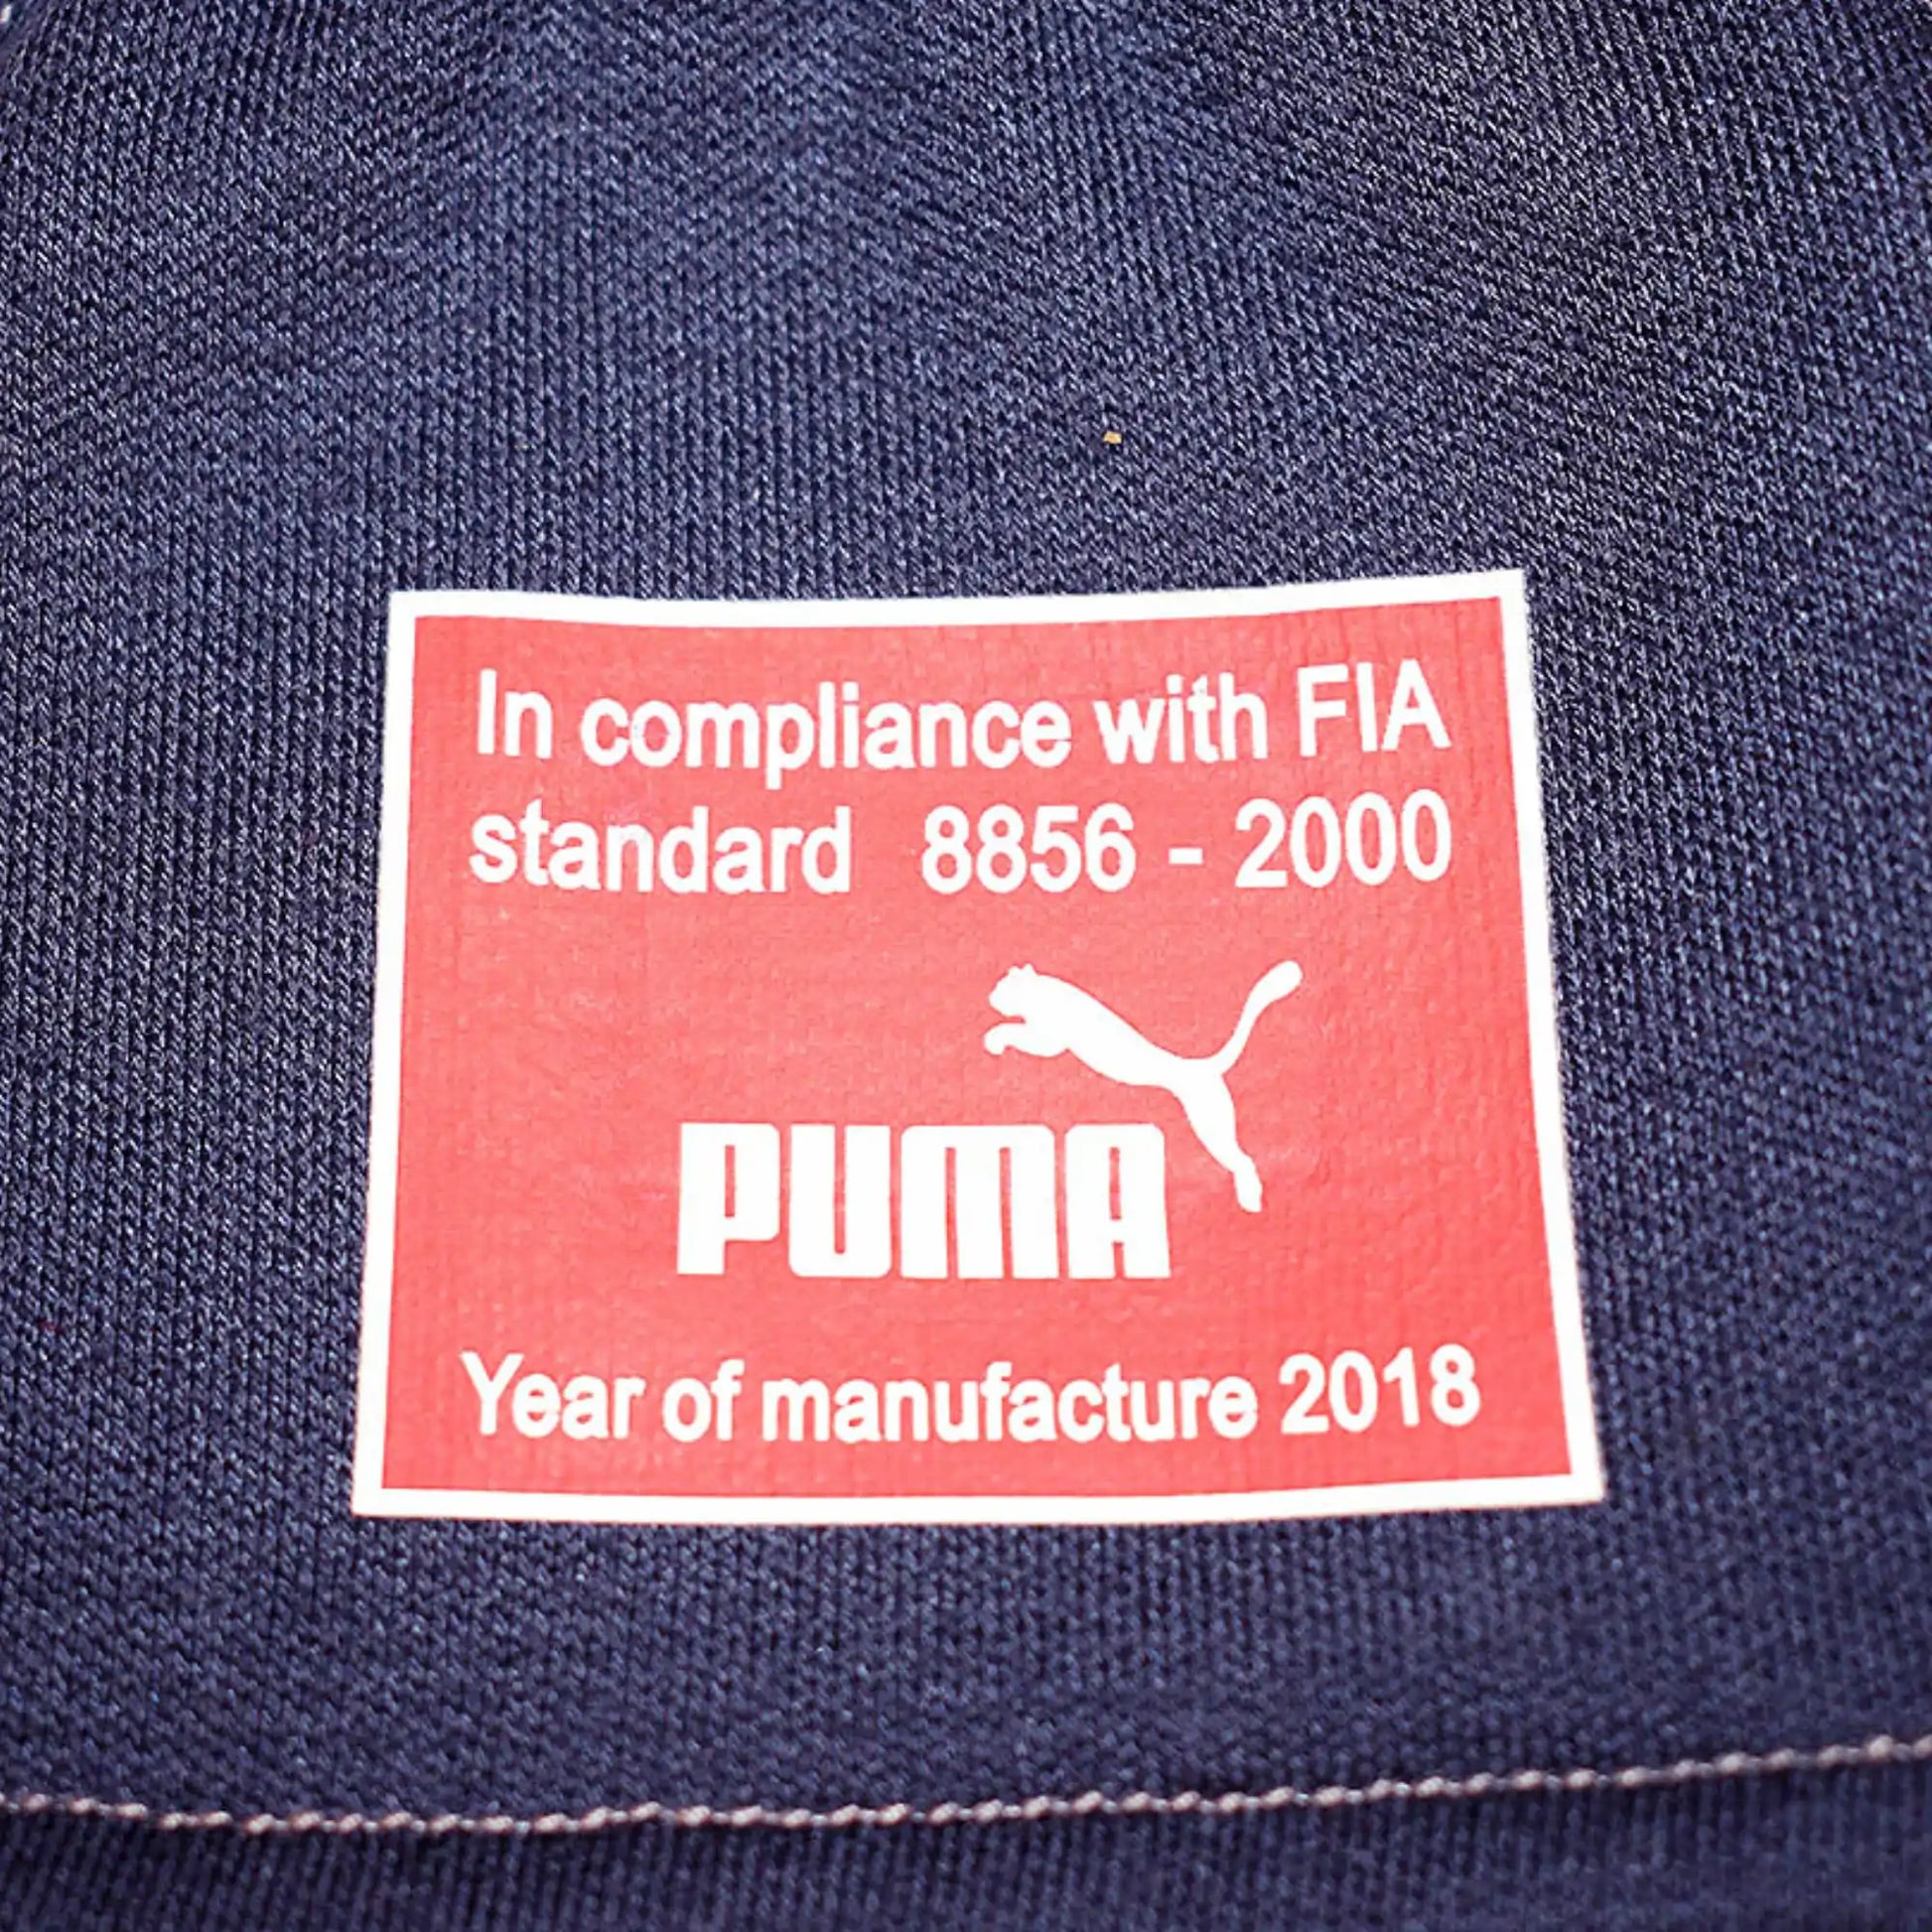 In compliance with FIA
standard 8856 - 2000
PUMA
Year of manufacture 2018